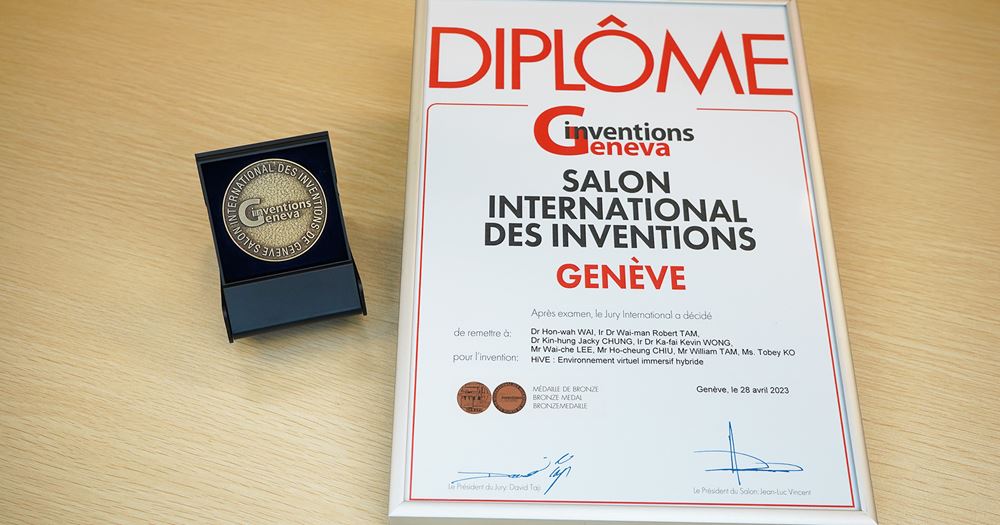 SALON INTERNATIONAL DES INVENTIONS DE GENÈVE
inventions
Geneva
DIPLÔME
inventions
Geneva
SALON
INTERNATIONAL
DES INVENTIONS
GENÈVE
Après examen, le Jury International a décidé
de remettre à: Dr Hon-wah WAI, Ir Dr Wai-man Robert TAM,
Dr Kin-hung Jacky CHUNG, Ir Dr Ka-fai Kevin WONG,
Mr Wai-che LEE, Mr Ho-cheung CHIU, Mr William TAM, Ms. Tobey KO
pour l'invention: HiVE : Environnement virtuel immersif hybride
MÉDAILLE DE BRONZE
BRONZE MEDAL
BRONZEMEDAILLE
Genève, le 28 avril 2023
Le Président du Jury: David Taji
Le Président du Salon: Jean-Luc Vincent